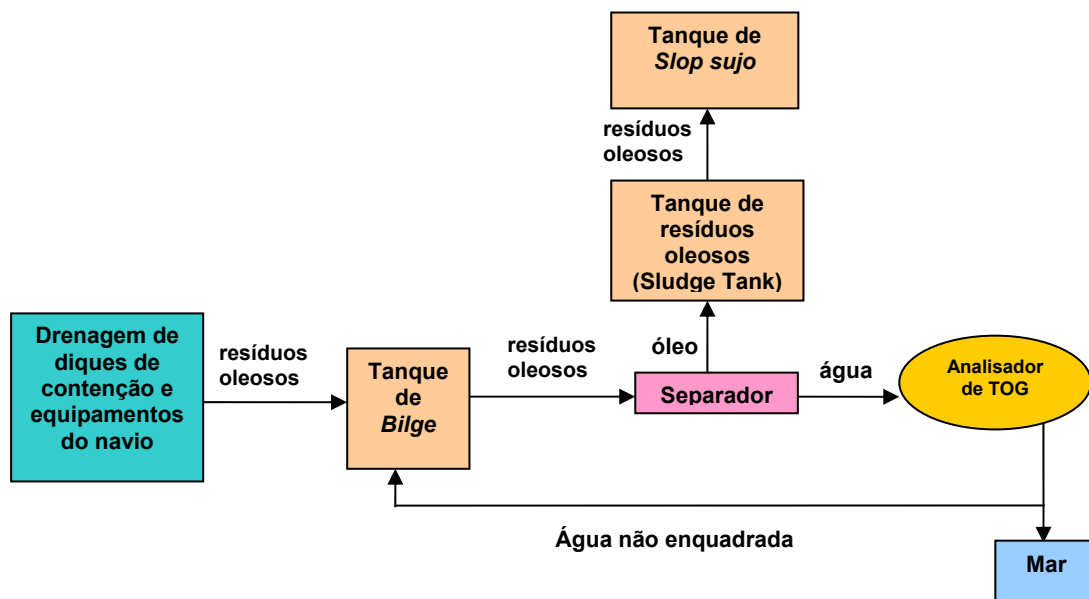 Tanque de
Slop sujo
resíduos
oleosos
Tanque de
resíduos
oleosos
(Sludge Tank)
Drenagem de
diques de
contenção e
equipamentos
do navio
resíduos
oleosos
Tanque
de
Bilge
resíduos
oleosos
óleo
Separador
água
Analisador
de TOG
Água não enquadrada
Mar